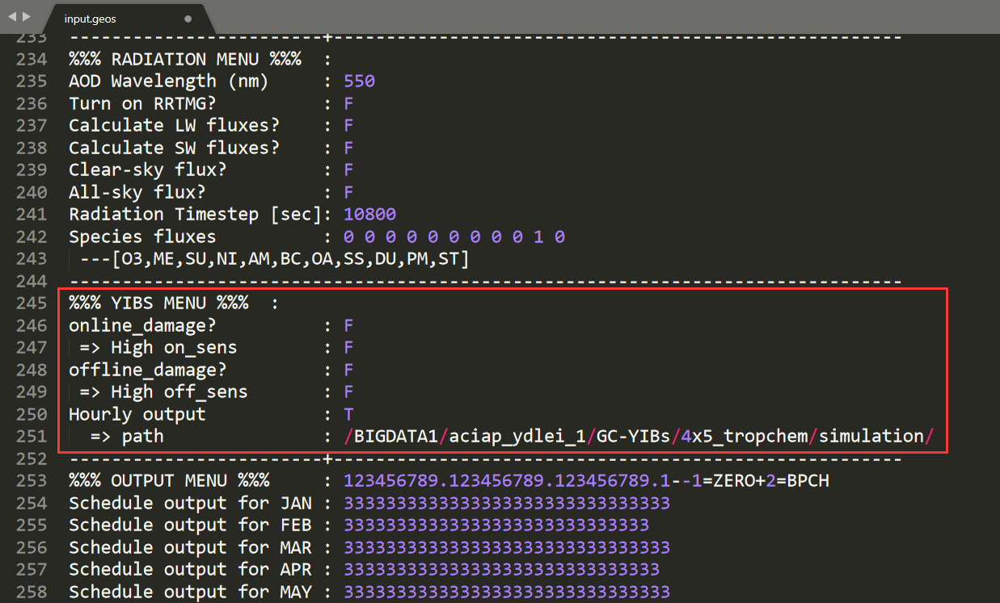 input.geos
233 ------------------------+------------------------------------------------------
234 %%% RADIATION MENU %%%  :
235 AOD Wavelength (nm)     : 550
236 Turn on RRTMG?          : F
237 Calculate LW fluxes?    : F
238 Calculate SW fluxes?    : F
239 Clear-sky flux?         : F
240 All-sky flux?           : F
241 Radiation Timestep [sec]: 10800
242 Species fluxes          : 0 0 0 0 0 0 0 0 0 1 0
243  ---[O3,ME,SU,NI,AM,BC,OA,SS,DU,PM,ST]
244 -------------------------------------------------------------------------------
245 %%% YIBS MENU %%%  :
246 online_damage?          : F
247  => High on_sens        : F
248 offline_damage?         : F
249  => High off_sens       : F
250 Hourly output           : T
251   => path               : /BIGDATA1/aciap_ydlei_1/GC-YIBs/4x5_tropchem/simulation/
252 ------------------------+------------------------------------------------------
253 %%% OUTPUT MENU %%%     : 123456789.123456789.123456789.1--1=ZERO+2=BPCH
254 Schedule output for JAN : 3333333333333333333333333333333
255 Schedule output for FEB : 33333333333333333333333333333
256 Schedule output for MAR : 3333333333333333333333333333333
257 Schedule output for APR : 333333333333333333333333333333
258 Schedule output for MAY : 3333333333333333333333333333333